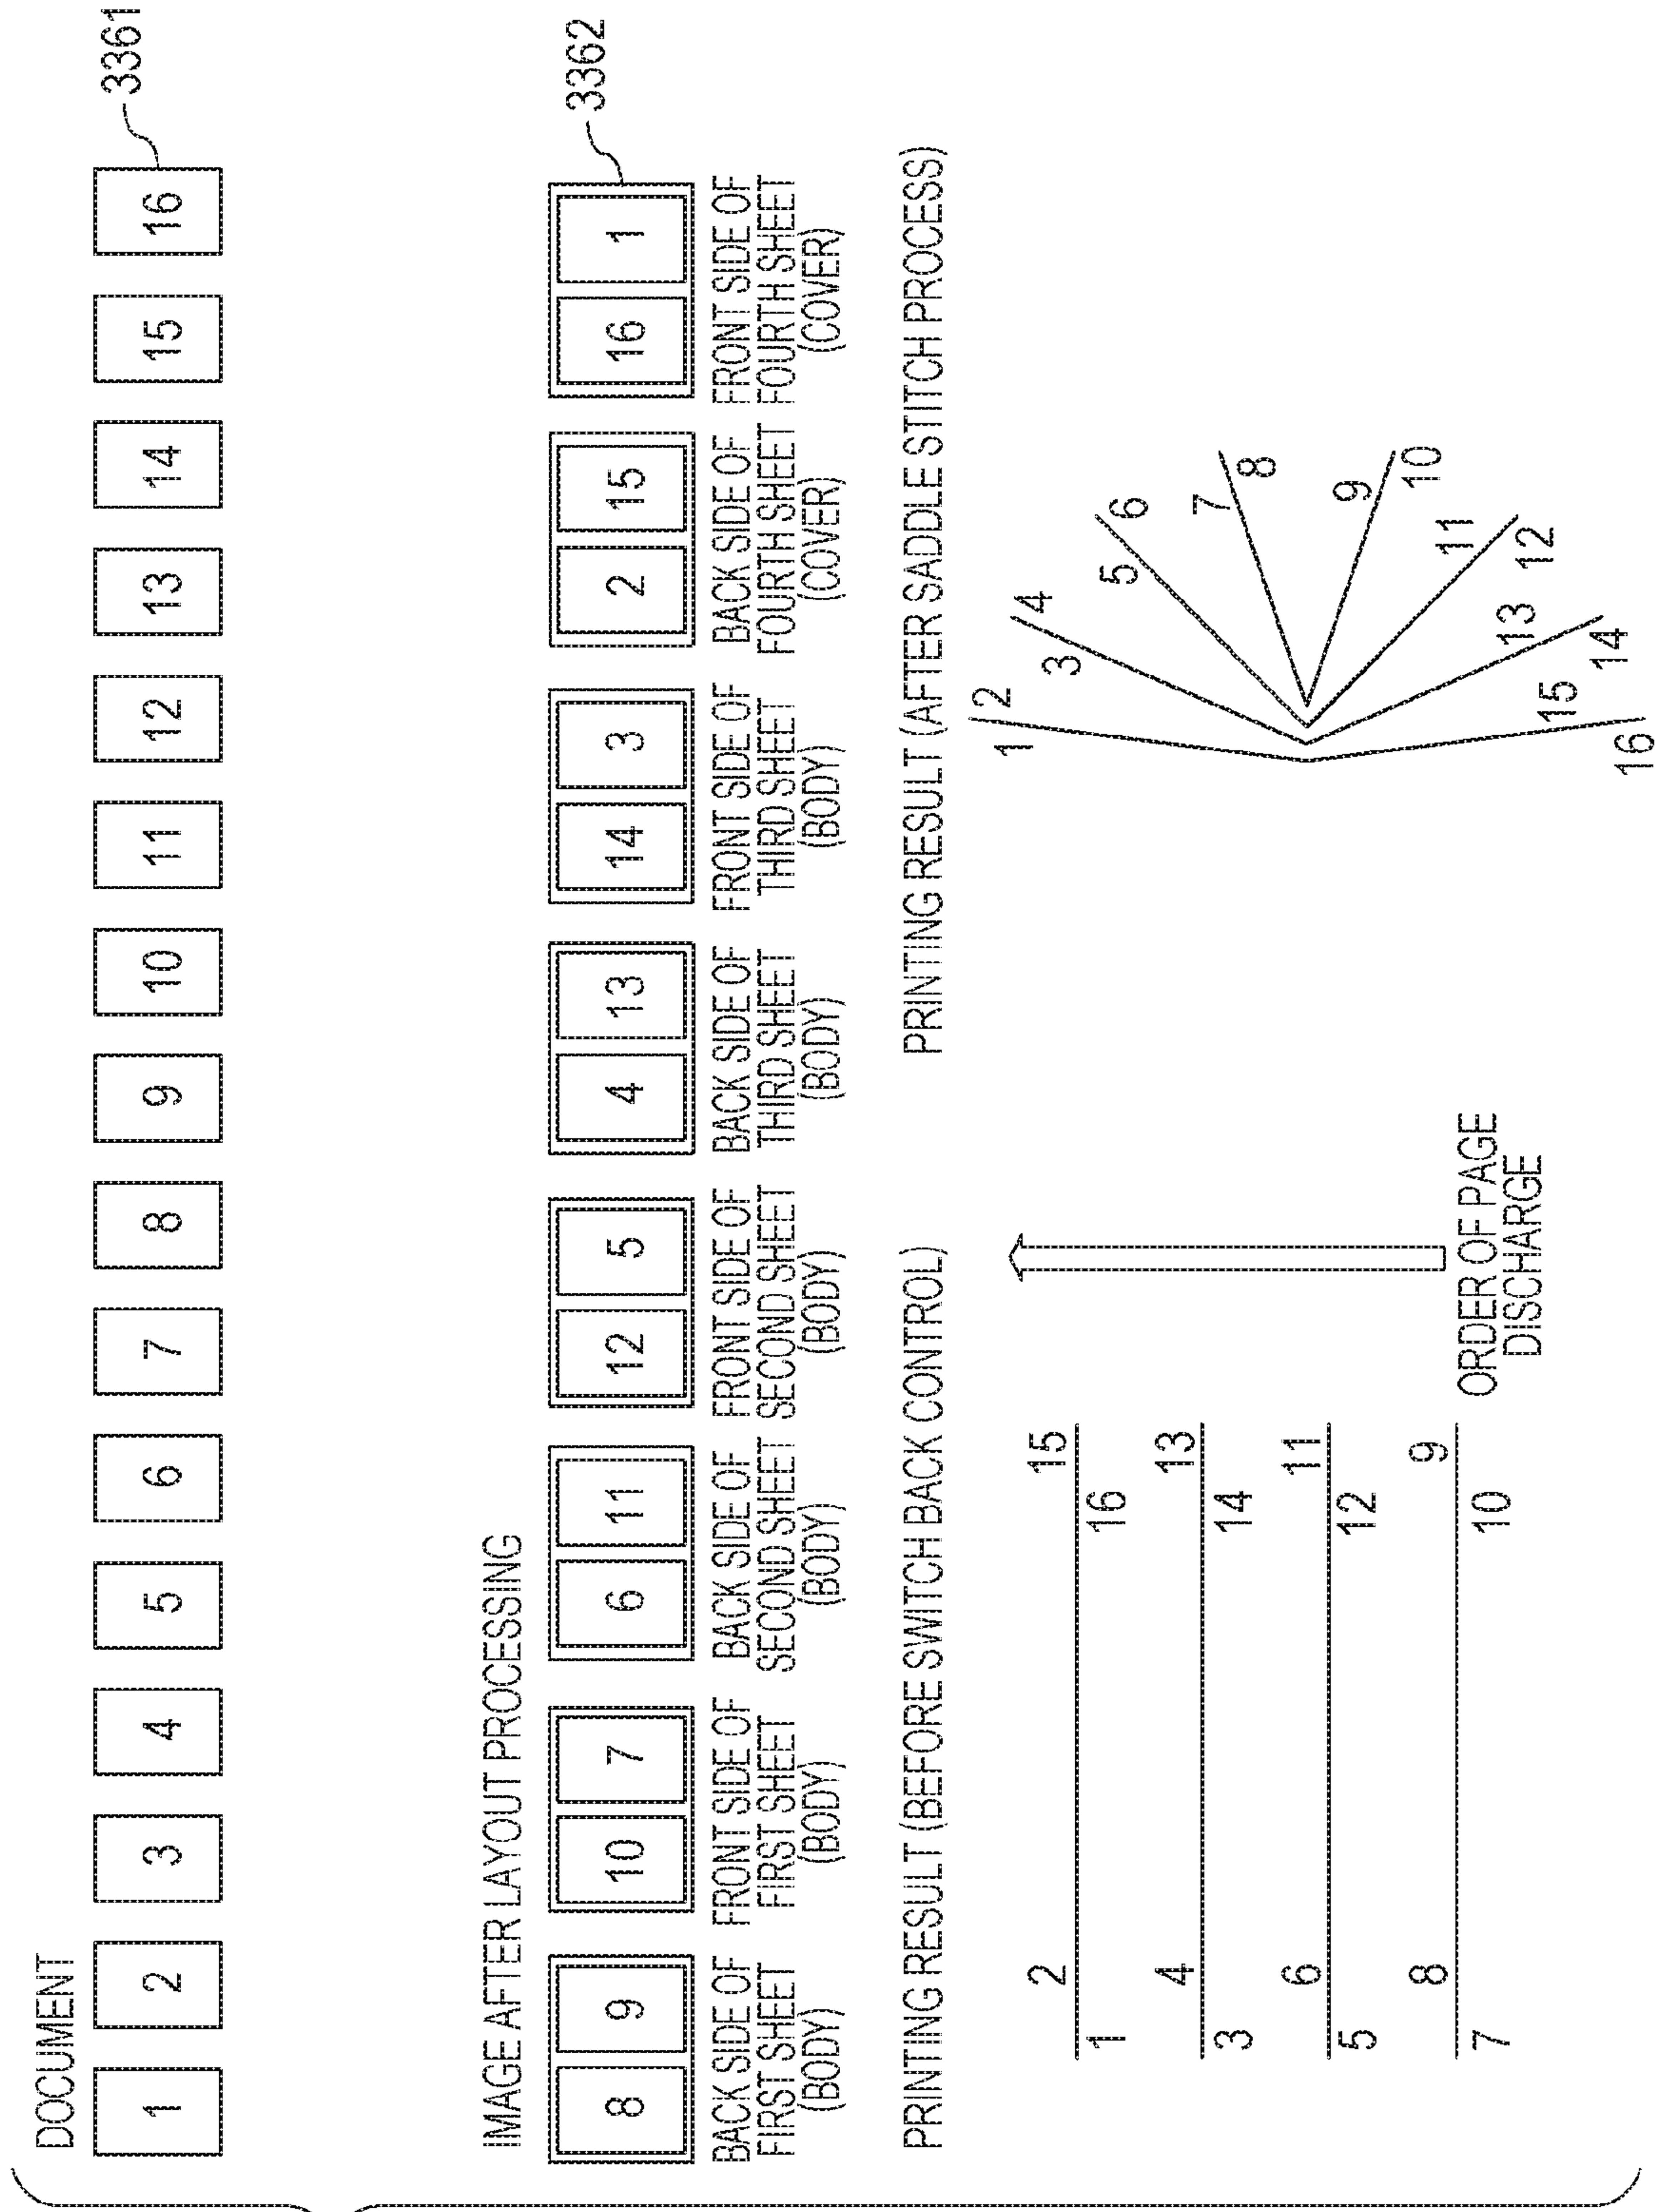 DOCUMENT
1 2 3 4 5 6 7 8 9 10 11 12 13 14 15 16
3361
IMAGE AFTER LAYOUT PROCESSING
8 9 10 7 6 11 12 5 4 13 14 3 2 15 16 1
3362
BACK SIDE OF
FIRST SHEET
(BODY)
FRONT SIDE OF
FIRST SHEET
(BODY)
BACK SIDE OF
SECOND SHEET
(BODY)
FRONT SIDE OF
SECOND SHEET
(BODY)
BACK SIDE OF
THIRD SHEET
(BODY)
FRONT SIDE OF
THIRD SHEET
(BODY)
BACK SIDE OF
FOURTH SHEET
(COVER)
FRONT SIDE OF
FOURTH SHEET
(COVER)
PRINTING RESULT (BEFORE SWITCH BACK CONTROL)
2 15
1 16
4 13
3 14
6 11
5 12
8 9
7 10
ORDER OF PAGE
DISCHARGE
PRINTING RESULT (AFTER SADDLE STITCH PROCESS)
1 2
3 4
5 6
7 8
9 10
11 12
13 14
15 16